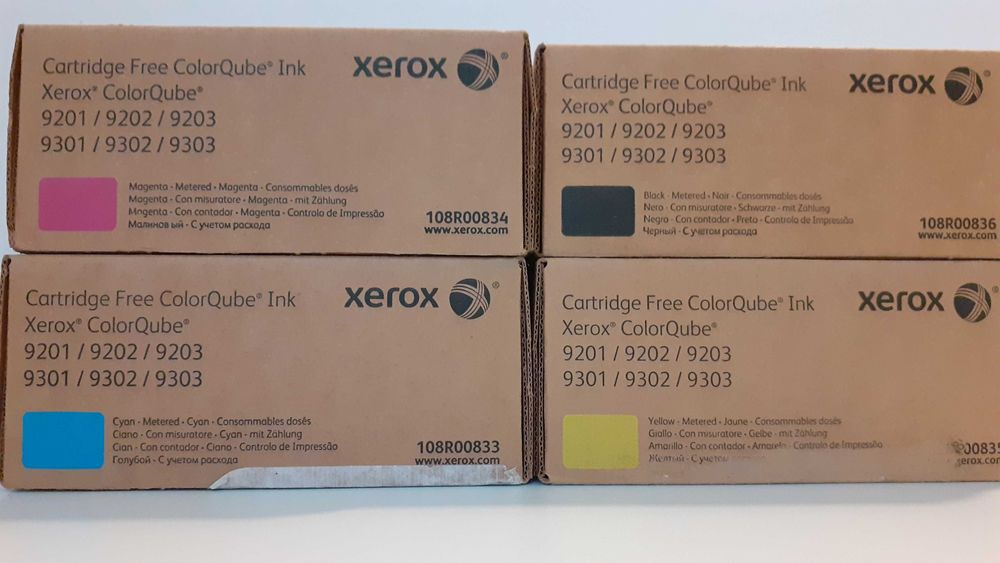 Cartridge Free ColorQube® Ink
Xerox® ColorQube®
9201 / 9202 / 9203
9301 / 9302 / 9303
xerox®
Magenta - Metered - Magenta - Consommables dosés
Magenta - Con misuratore - Magenta - mit Zählung
Magenta - Con contador - Magenta - Controlo de Impressão
Малиновый - С учетом расхода
108R00834
www.xerox.com
Cartridge Free ColorQube® Ink
Xerox® ColorQube®
9201 / 9202 / 9203
9301 / 9302 / 9303
xerox
Black - Metered - Noir - Consommables dosés
Nero - Con misuratore - Schwarze - mit Zählung
Negro - Con contador - Preto - Controlo de Impressão
Черный - С учетом расхода
108R00836
www.xerox.com
Cartridge Free ColorQube® Ink
Xerox® ColorQube®
9201 / 9202 / 9203
9301 / 9302 / 9303
xerox®
Cyan - Metered - Cyan - Consommables dosés
Ciano - Con misuratore - Cyan - mit Zählung
Cian - Con contador - Ciano - Controlo de Impressão
Голубой - С учетом расхода
108R00833
www.xerox.com
Cartridge Free ColorQube® Ink
Xerox® ColorQube®
9201 / 9202 / 9203
9301 / 9302 / 9303
xerox
Yellow - Metered - Jaune - Consommables dosés
Giallo - Con misuratore - Gelbe - mit Zählung
Amarillo - Con contador - Amarelo - Controlo de Impressão
Желтый - С учетом